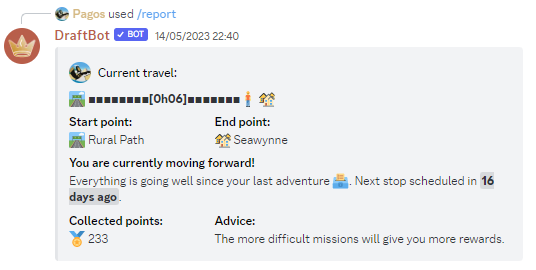 Pagos used /report
DraftBot ✓ BOT 14/05/2023 22:40
Current travel:
■■■■■■■■[0h06]■■■■■■■
Start point: End point:
Rural Path Seawynne
You are currently moving forward!
Everything is going well since your last adventure. Next stop scheduled in 16
days ago.
Collected points: Advice:
233 The more difficult missions will give you more rewards.